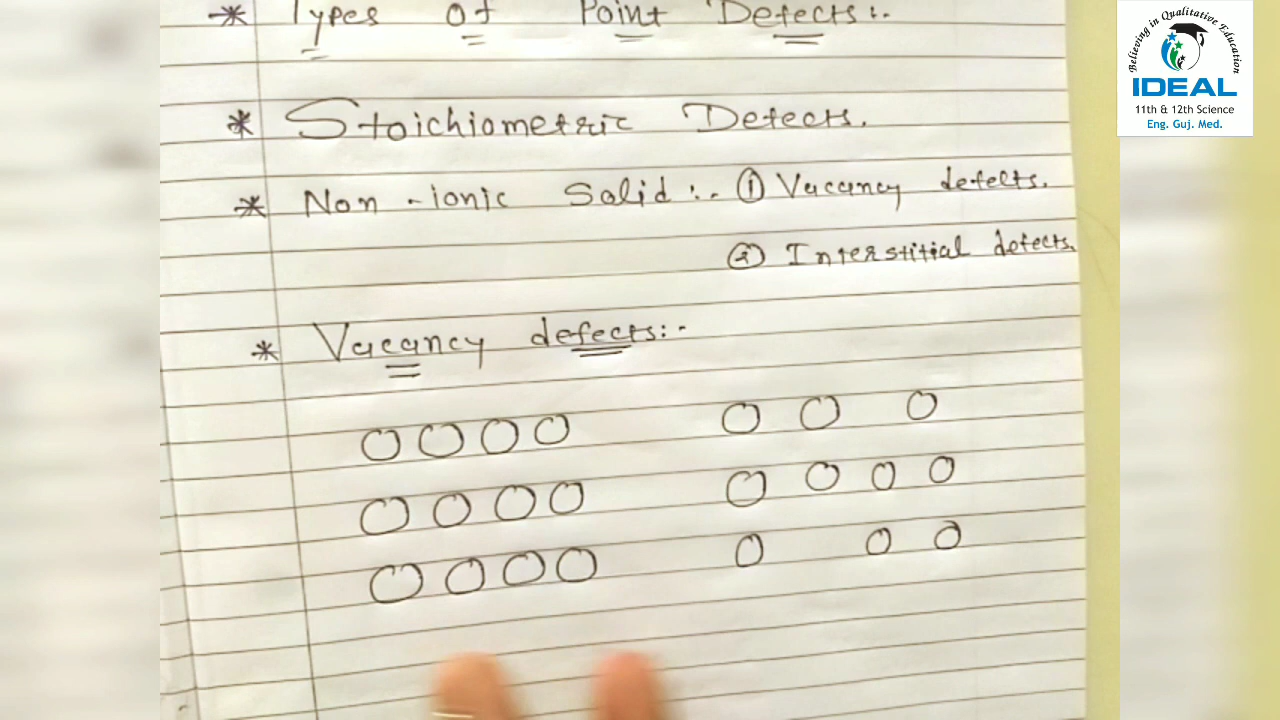 * Types of Point Defects:.
* Stoichiometric Defects.
* Non-ionic Solid:. ① Vacancy defects.
② Interstitial defects.
* Vacancy defects:-
Believing in Qualitative Education
IDEAL
11th & 12th Science
Eng. Guj. Med.